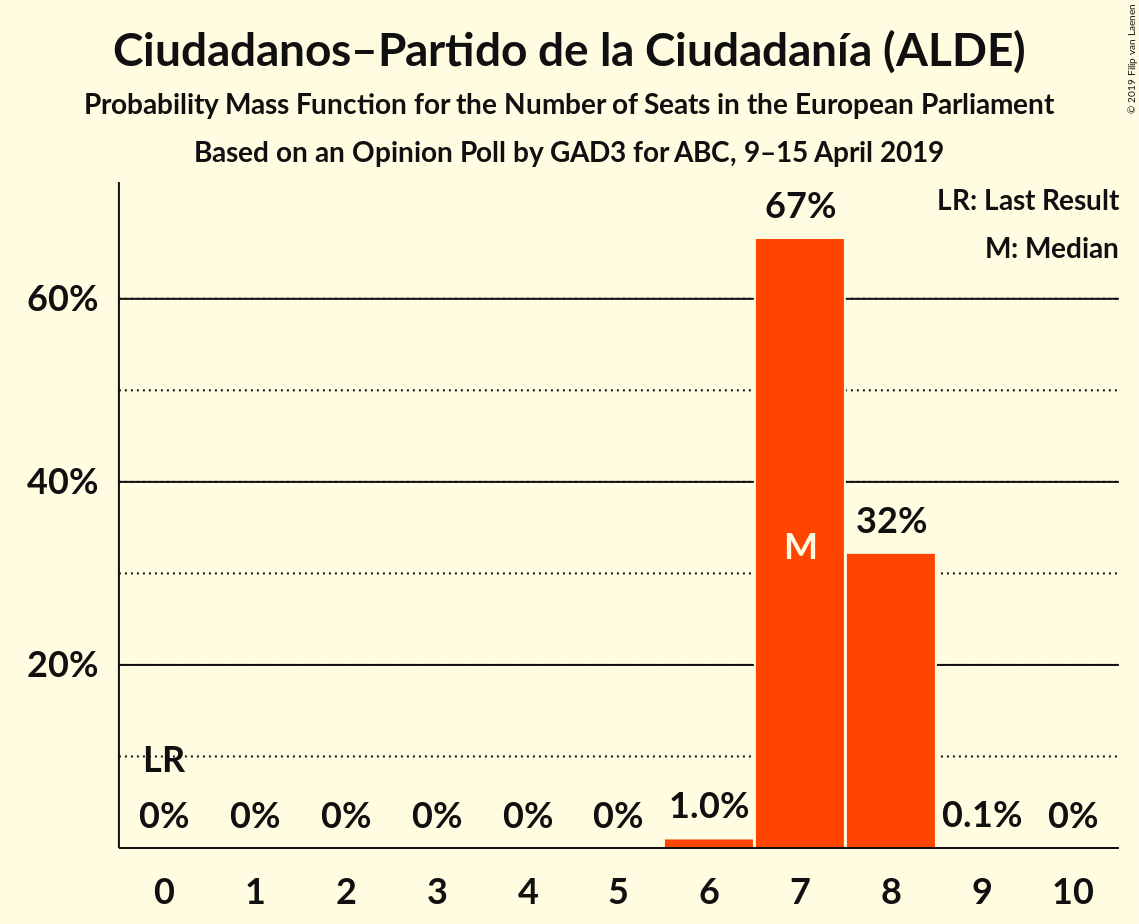 Ciudadanos–Partido de la Ciudadanía (ALDE)
Probability Mass Function for the Number of Seats in the European Parliament
Based on an Opinion Poll by GAD3 for ABC, 9–15 April 2019
© 2019 Filip van Laenen
LR: Last Result
M: Median
67%
60%
40%
32%
M
20%
LR
0% 0% 0% 0% 0% 0% 1.0% 0.1% 0%
0 1 2 3 4 5 6 7 8 9 10